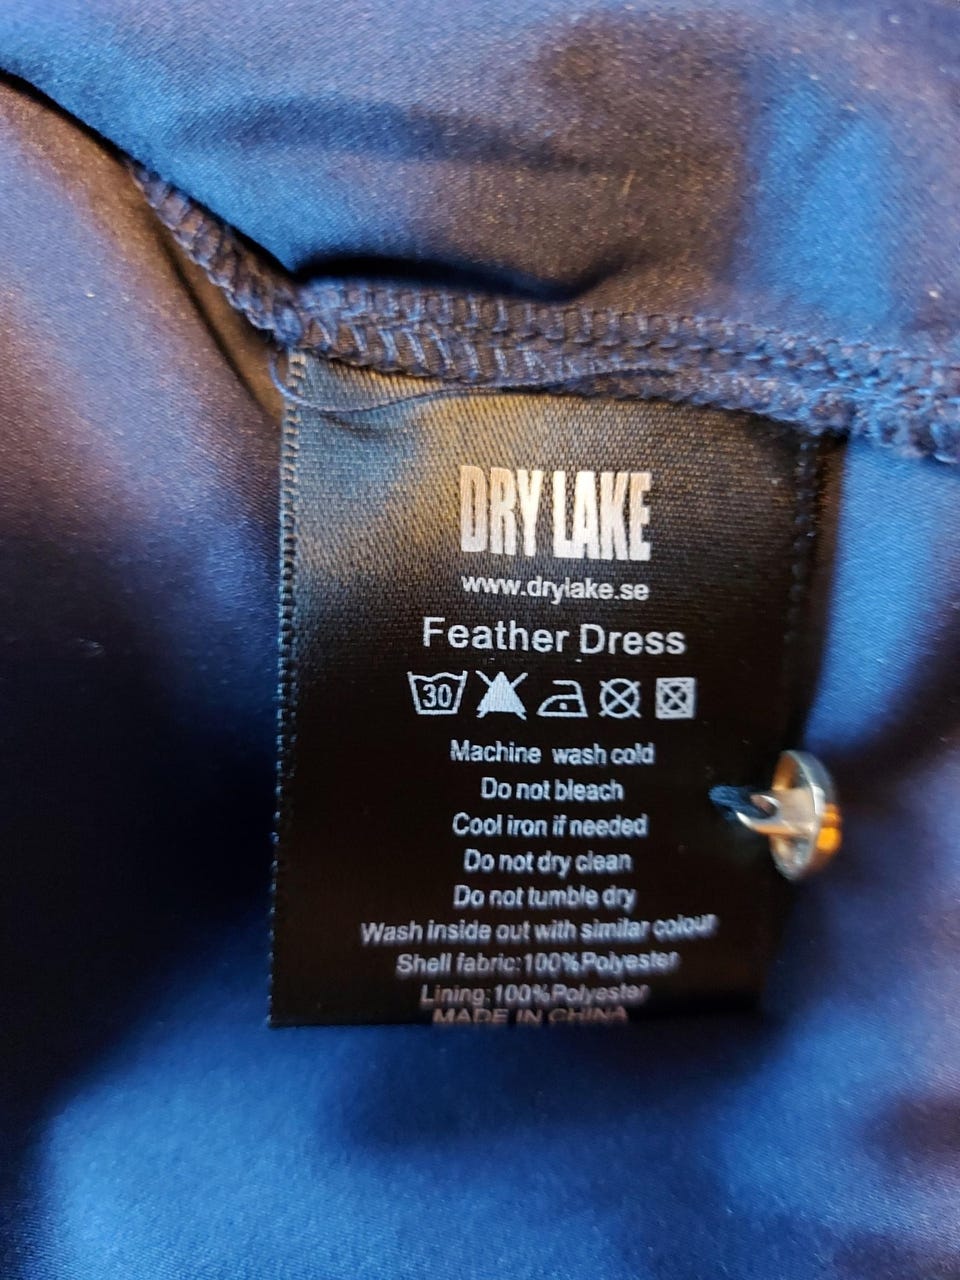 DRY LAKE
www.drylake.se
Feather Dress
30
Machine wash cold
Do not bleach
Cool iron if needed
Do not dry clean
Do not tumble dry
Wash inside out with similar colour
Shell fabric:100%Polyester
Lining:100%Polyester
MADE IN CHINA